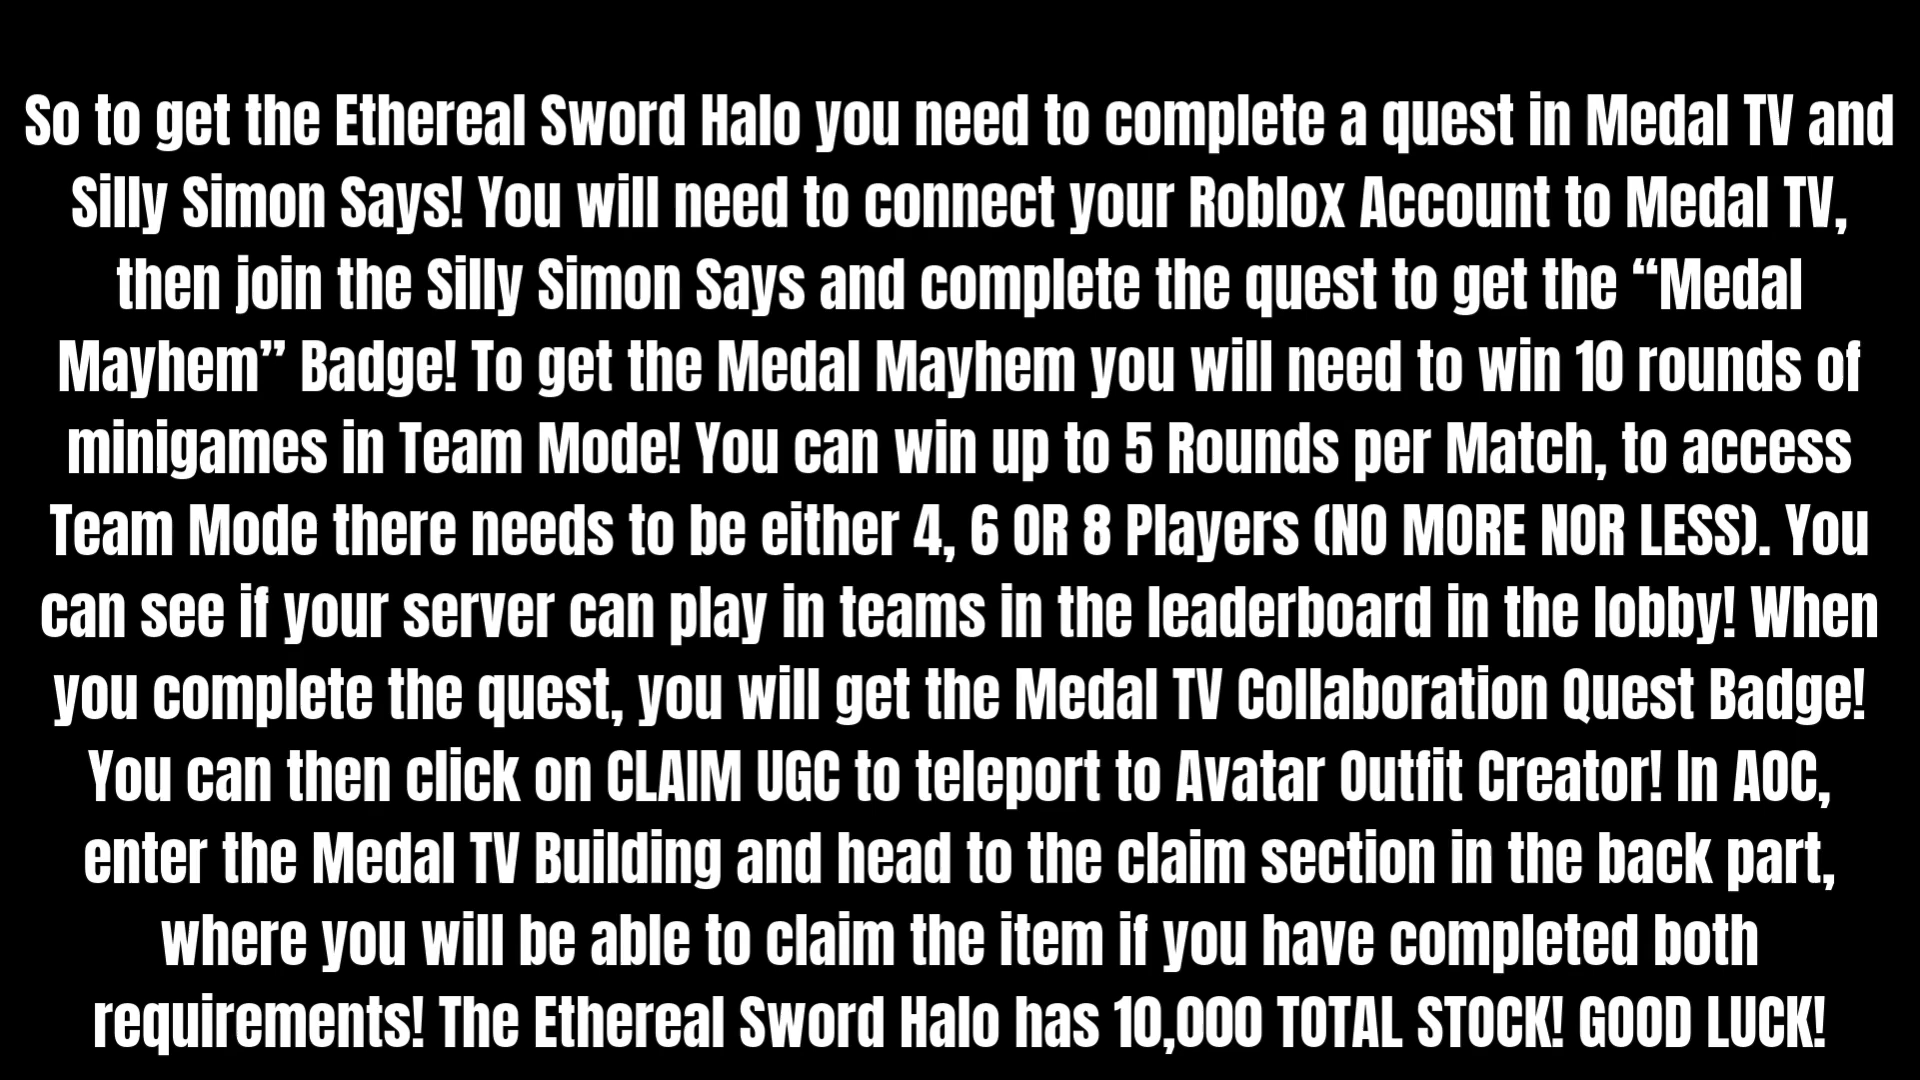 So to get the Ethereal Sword Halo you need to complete a quest in Medal TV and
Silly Simon Says! You will need to connect your Roblox Account to Medal TV,
then join the Silly Simon Says and complete the quest to get the “Medal
Mayhem” Badge! To get the Medal Mayhem you will need to win 10 rounds of
minigames in Team Mode! You can win up to 5 Rounds per Match, to access
Team Mode there needs to be either 4, 6 OR 8 Players (NO MORE NOR LESS). You
can see if your server can play in teams in the leaderboard in the lobby! When
you complete the quest, you will get the Medal TV Collaboration Quest Badge!
You can then click on CLAIM UGC to teleport to Avatar Outfit Creator! In AOC,
enter the Medal TV Building and head to the claim section in the back part,
where you will be able to claim the item if you have completed both
requirements! The Ethereal Sword Halo has 10,000 TOTAL STOCK! GOOD LUCK!